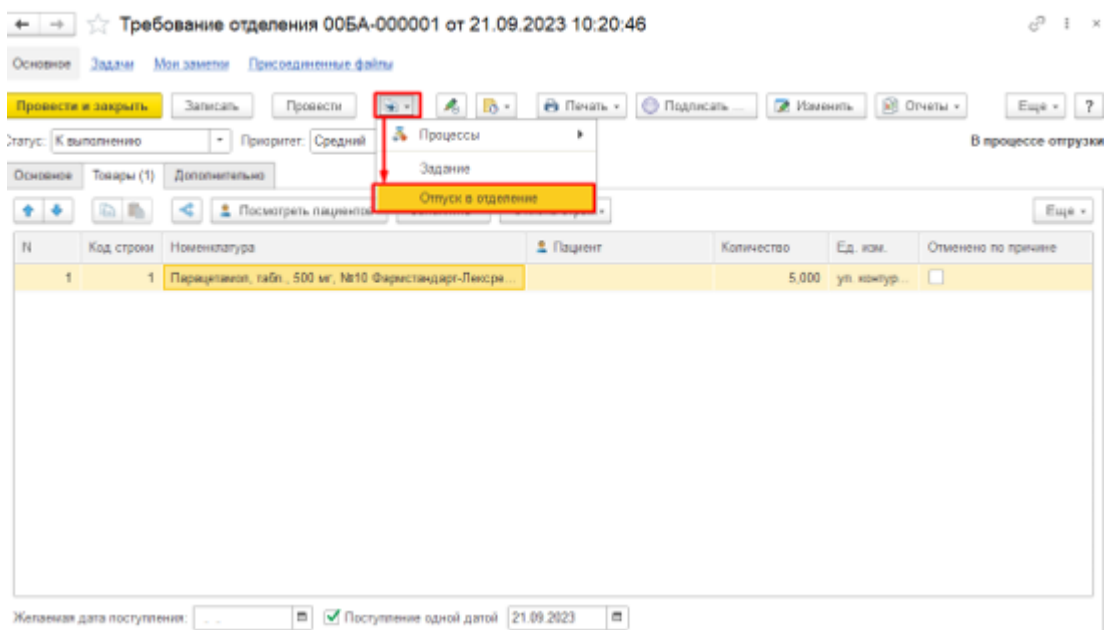 Требование отделения 00БА-000001 от 21.09.2023 10:20:46
Основное Задачи Мои заметки Присоединенные файлы
Провести и закрыть Записать Провести Печать Подписать ... Изменить Отчеты Еще ?
Статус: К выполнению Приоритет: Средний В процессе отгрузки
Процессы
Задание
Отпуск в отделение
Основное Товары (1) Дополнительно
Посмотреть пациентов Еще
N Код строки Номенклатура Пациент Количество Ед. изм. Отменено по причине
1 1 Парацетамол, табл., 500 мг, №10 Фармстандарт-Лексре... 5,000 уп. контур...
Желаемая дата поступления: . . Поступление одной датой 21.09.2023